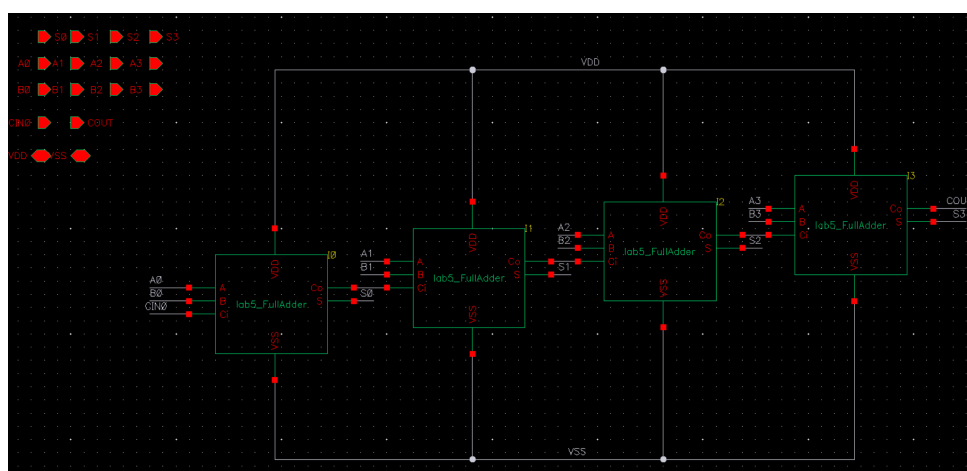 S0 S1 S2 S3
A0 A1 A2 A3
B0 B1 B2 B3
CIN0 COUT
VDD VSS
VDD
A0
B0
CIN0
I0
VDD
A
B
Ci
lab5_FullAdder
Co
S
VSS
S0
A1
B1
I1
VDD
A
B
Ci
lab5_FullAdder
Co
S
VSS
S1
A2
B2
I2
VDD
A
B
Ci
lab5_FullAdder
Co
S
VSS
S2
A3
B3
I3
VDD
A
B
Ci
lab5_FullAdder
Co
S
VSS
COU
S3
VSS